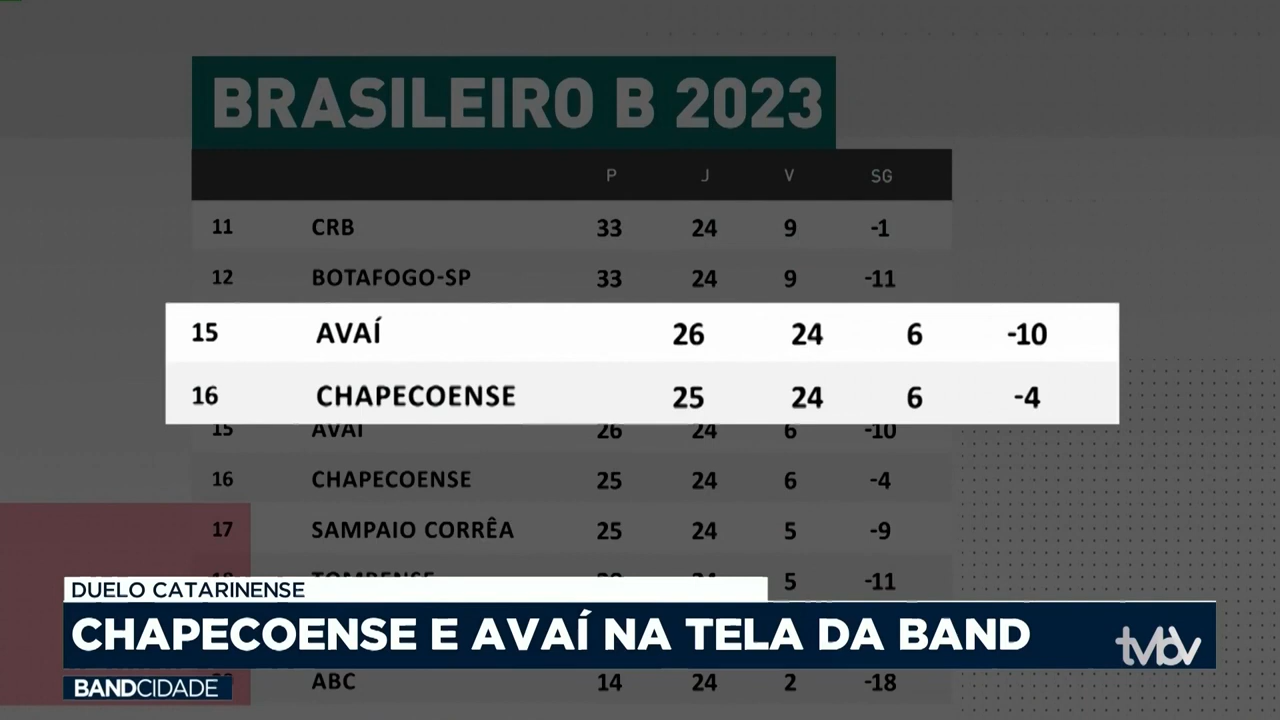 BRASILEIRO B 2023
P J V SG
11 CRB 33 24 9 -1
12 BOTAFOGO-SP 33 24 9 -11
15 AVAÍ 26 24 6 -10
16 CHAPECOENSE 25 24 6 -4
15 AVAÍ 26 24 6 -10
16 CHAPECOENSE 25 24 6 -4
17 SAMPAIO CORRÊA 25 24 5 -9
TOMBENSE 24 5 -11
DUELO CATARINENSE
CHAPECOENSE E AVAÍ NA TELA DA BAND
tvbv
BANDCIDADE
ABC 14 24 2 -18